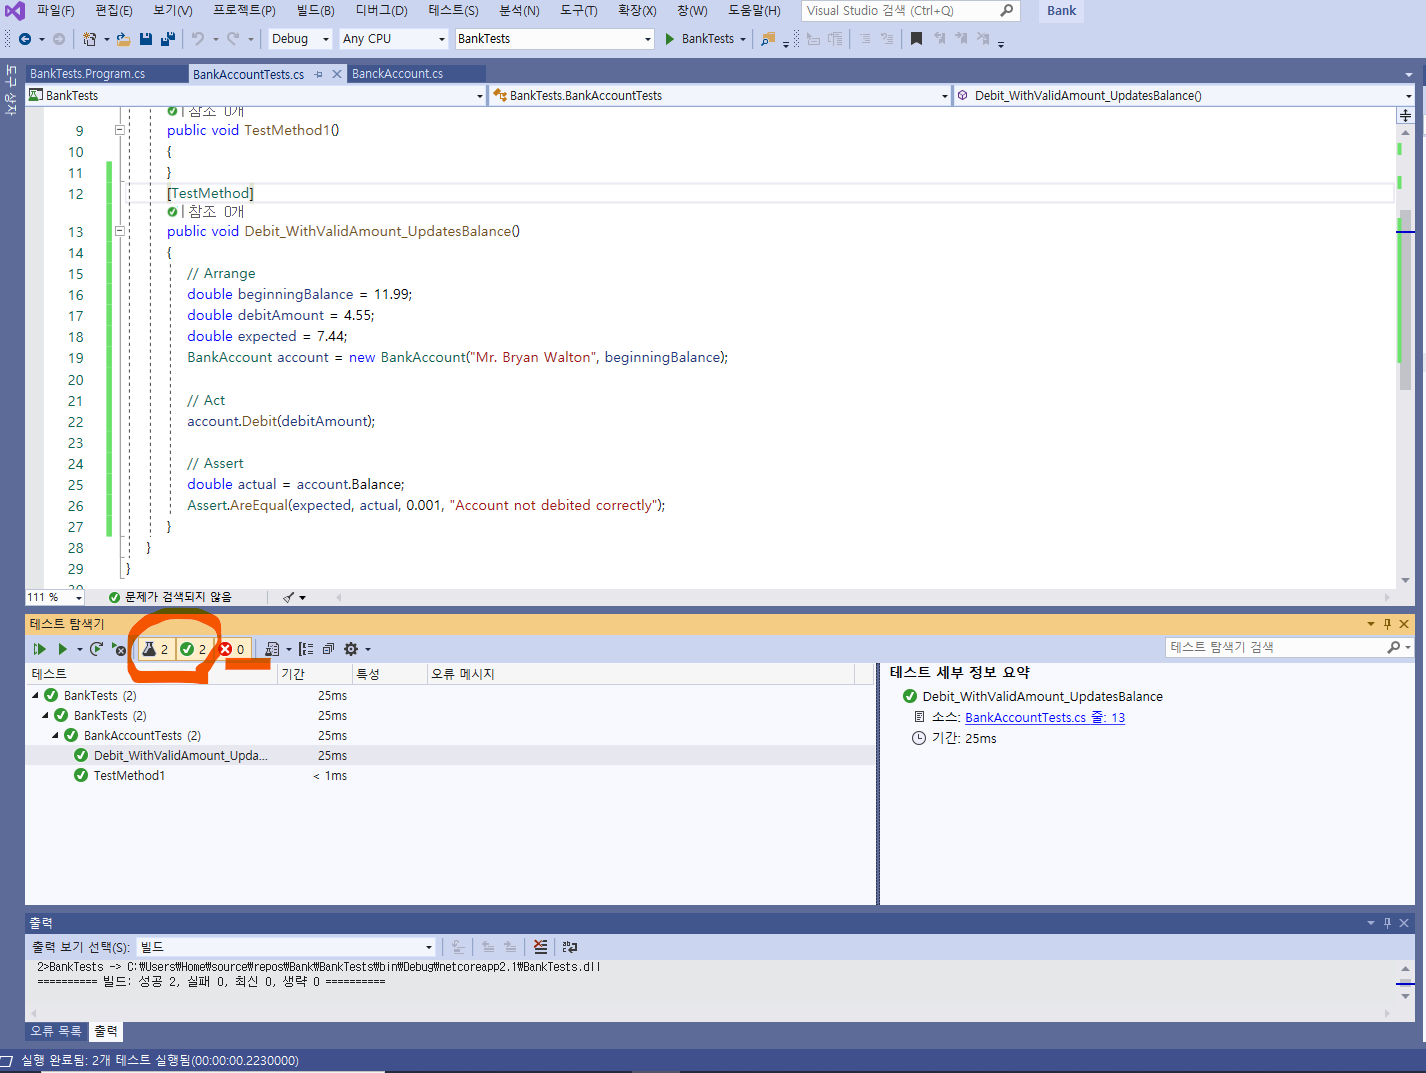 파일(F) 편집(E) 보기(V) 프로젝트(P) 빌드(B) 디버그(D) 테스트(S) 분석(N) 도구(T) 확장(X) 창(W) 도움말(H) Visual Studio 검색 (Ctrl+Q) Bank
Debug Any CPU BankTests BankTests
도구 상자
BankTests.Program.cs BankAccountTests.cs BanckAccount.cs
BankTests BankTests.BankAccountTests Debit_WithValidAmount_UpdatesBalance()
| 참조 0개
9 public void TestMethod1()
10 {
11 }
12 [TestMethod]
| 참조 0개
13 public void Debit_WithValidAmount_UpdatesBalance()
14 {
15 // Arrange
16 double beginningBalance = 11.99;
17 double debitAmount = 4.55;
18 double expected = 7.44;
19 BankAccount account = new BankAccount("Mr. Bryan Walton", beginningBalance);
20
21 // Act
22 account.Debit(debitAmount);
23
24 // Assert
25 double actual = account.Balance;
26 Assert.AreEqual(expected, actual, 0.001, "Account not debited correctly");
27 }
28 }
29 }
30
111 % 문제가 검색되지 않음
테스트 탐색기
2 2 0 테스트 탐색기 검색
테스트 기간 특성 오류 메시지
BankTests (2) 25ms
BankTests (2) 25ms
BankAccountTests (2) 25ms
Debit_WithValidAmount_Upda... 25ms
TestMethod1 < 1ms
테스트 세부 정보 요약
Debit_WithValidAmount_UpdatesBalance
소스: BankAccountTests.cs 줄: 13
기간: 25ms
출력
출력 보기 선택(S): 빌드
2>BankTests -> C:₩Users₩Home₩source₩repos₩Bank₩BankTests₩bin₩Debug₩netcoreapp2.1₩BankTests.dll
========== 빌드: 성공 2, 실패 0, 최신 0, 생략 0 ==========
오류 목록 출력
실행 완료됨: 2개 테스트 실행됨(00:00:00.2230000)